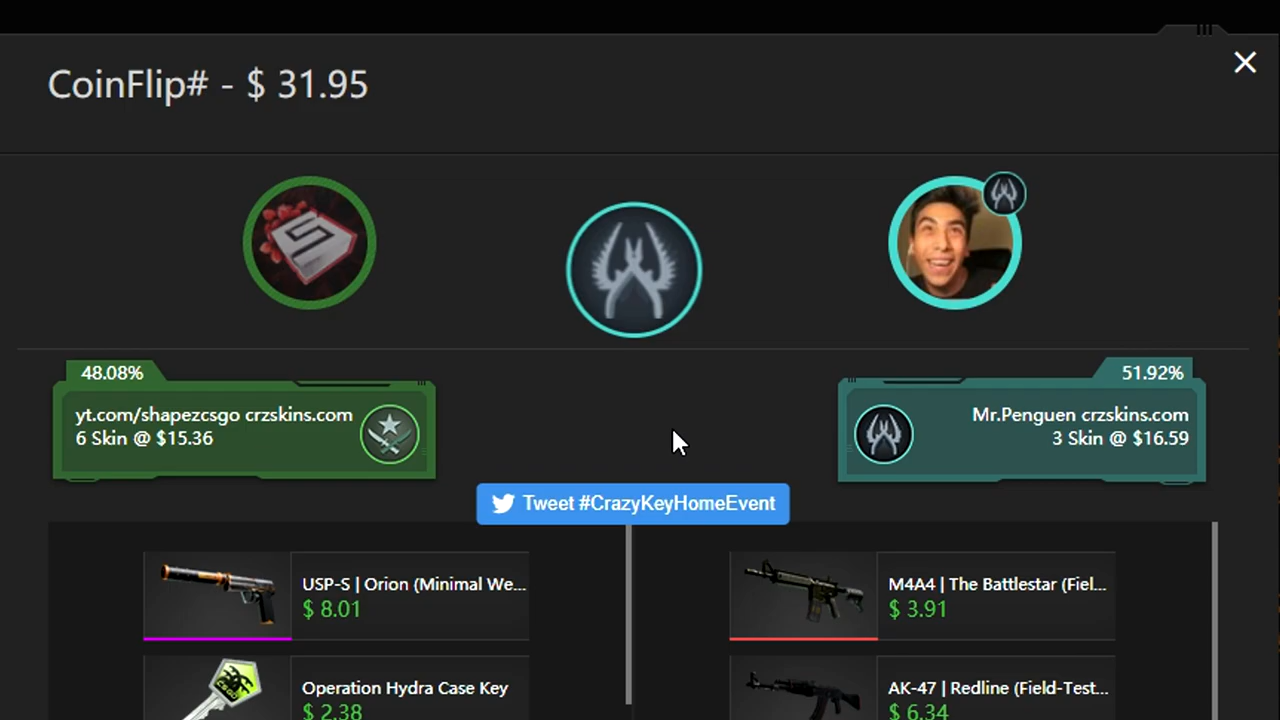 CoinFlip# - $ 31.95
48.08%
yt.com/shapezcsgo crzskins.com
6 Skin @ $15.36
51.92%
Mr.Penguen crzskins.com
3 Skin @ $16.59
Tweet #CrazyKeyHomeEvent
USP-S | Orion (Minimal We...
$ 8.01
M4A4 | The Battlestar (Fiel...
$ 3.91
Operation Hydra Case Key
$ 2.38
AK-47 | Redline (Field-Test...
$ 6.34